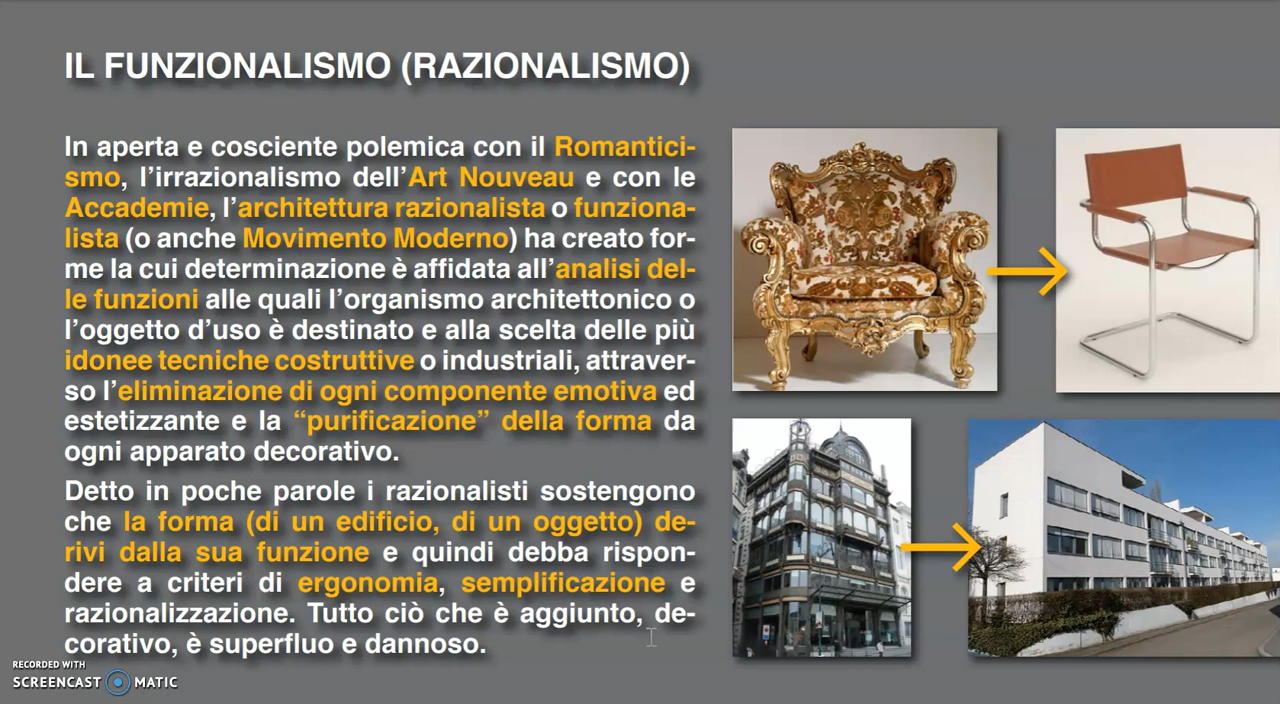 IL FUNZIONALISMO (RAZIONALISMO)
In aperta e cosciente polemica con il Romantici-
smo, l’irrazionalismo dell’Art Nouveau e con le
Accademie, l’architettura razionalista o funziona-
lista (o anche Movimento Moderno) ha creato for-
me la cui determinazione è affidata all’analisi del-
le funzioni alle quali l’organismo architettonico o
l’oggetto d’uso è destinato e alla scelta delle più
idonee tecniche costruttive o industriali, attraver-
so l’eliminazione di ogni componente emotiva ed
estetizzante e la “purificazione” della forma da
ogni apparato decorativo.
Detto in poche parole i razionalisti sostengono
che la forma (di un edificio, di un oggetto) de-
rivi dalla sua funzione e quindi debba rispon-
dere a criteri di ergonomia, semplificazione e
razionalizzazione. Tutto ciò che è aggiunto, de-
corativo, è superfluo e dannoso.
RECORDED WITH
SCREENCAST MATIC